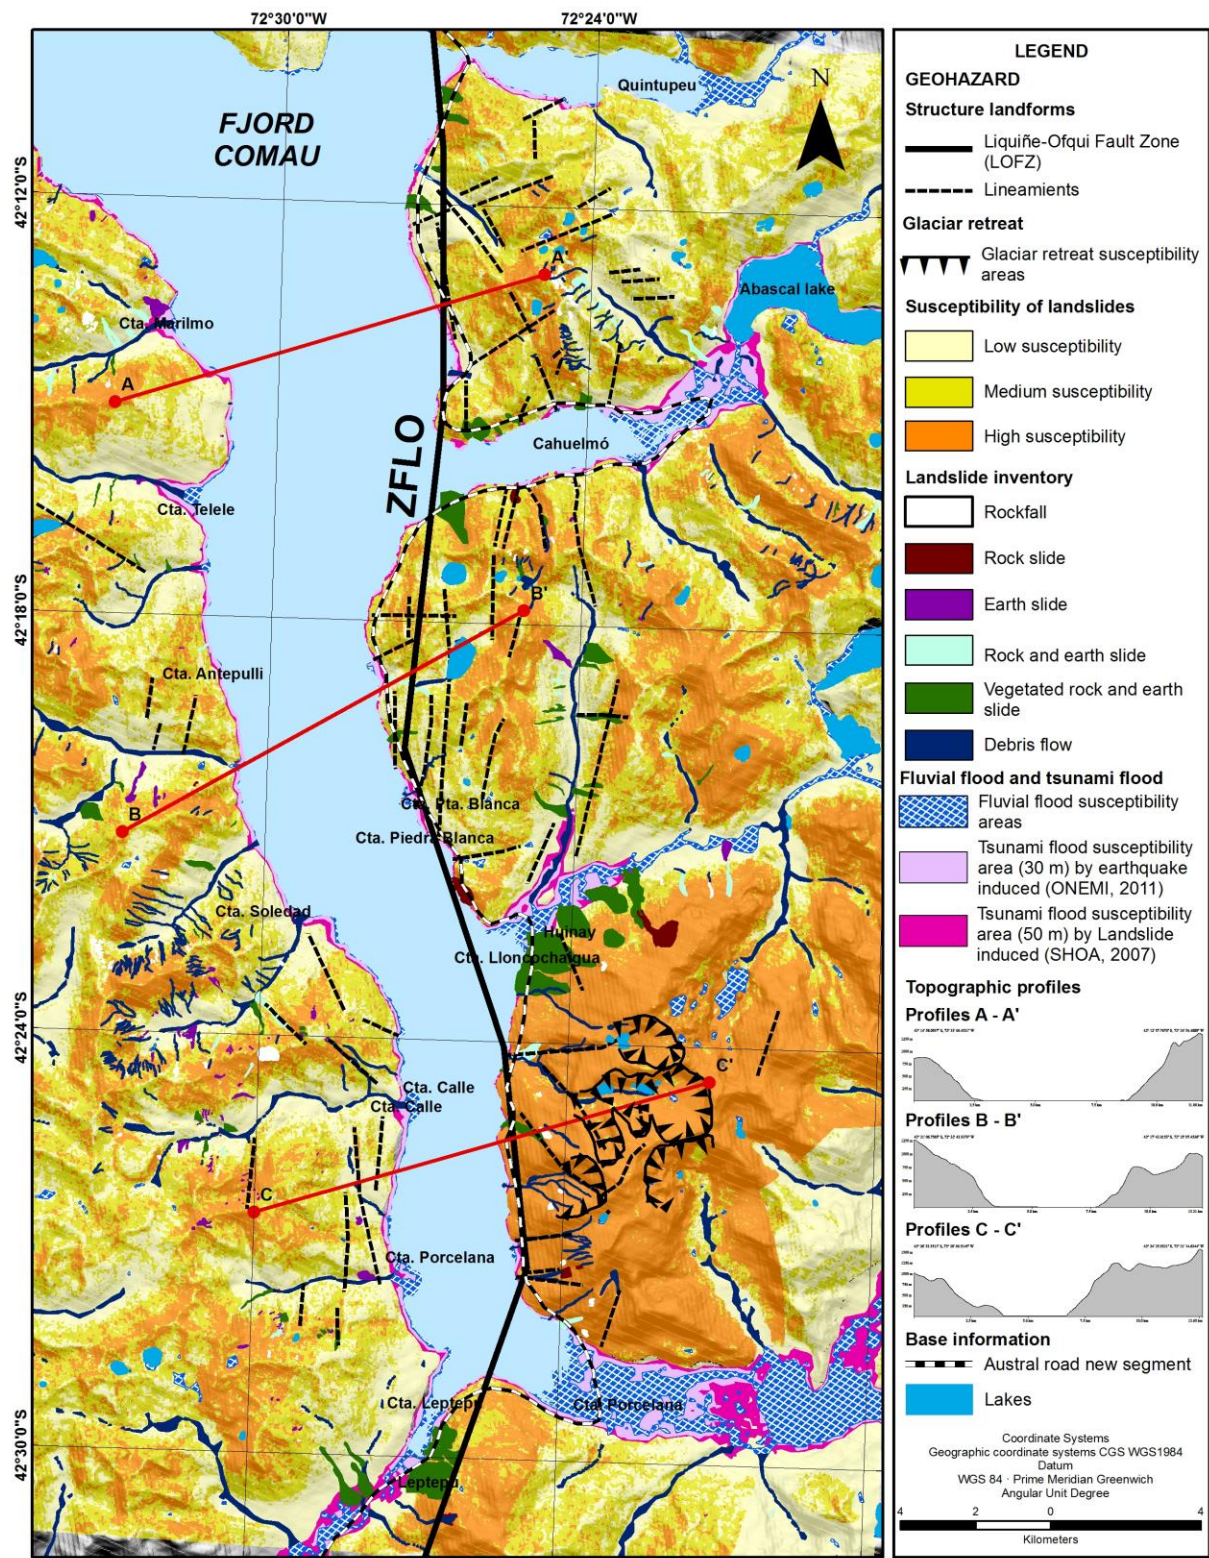 72°30'0"W
72°24'0"W
42°12'0"S
42°18'0"S
42°24'0"S
42°30'0"S
FJORD
COMAU
Quintupeu
N
A'
Abascal lake
Cta. Marilmo
A
ZFLO
Cahuelmó
Cta. Telele
B'
Cta. Antepulli
Cta. Pta. Blanca
B
Cta. Piedra Blanca
Cta. Soledad
Huinay
Cta. Lloncochaigua
C'
Cta. Calle
Cta. Calle
C
Cta. Porcelana
Cta. Leptepu
Cta. Porcelana
Leptepú
LEGEND
GEOHAZARD
Structure landforms
Liquiñe-Ofqui Fault Zone
(LOFZ)
Lineamients
Glaciar retreat
Glaciar retreat susceptibility
areas
Susceptibility of landslides
Low susceptibility
Medium susceptibility
High susceptibility
Landslide inventory
Rockfall
Rock slide
Earth slide
Rock and earth slide
Vegetated rock and earth
slide
Debris flow
Fluvial flood and tsunami flood
Fluvial flood susceptibility
areas
Tsunami flood susceptibility
area (30 m) by earthquake
induced (ONEMI, 2011)
Tsunami flood susceptibility
area (50 m) by Landslide
induced (SHOA, 2007)
Topographic profiles
Profiles A - A'
Profiles B - B'
Profiles C - C'
Base information
Austral road new segment
Lakes
Coordinate Systems
Geographic coordinate systems CGS WGS1984
Datum
WGS 84 · Prime Meridian Greenwich
Angular Unit Degree
4 2 0 4
Kilometers